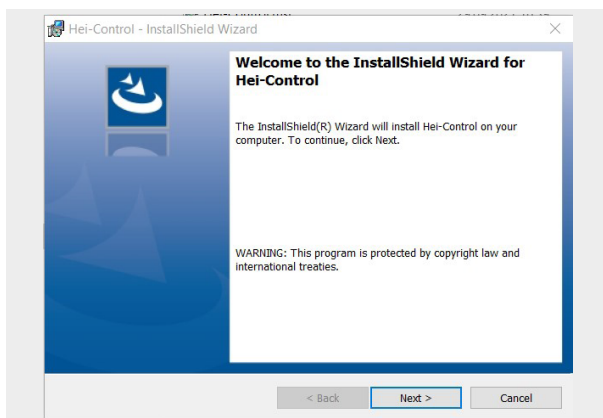 Hei-Control - InstallShield Wizard
Welcome to the InstallShield Wizard for
Hei-Control
The InstallShield(R) Wizard will install Hei-Control on your
computer. To continue, click Next.
WARNING: This program is protected by copyright law and
international treaties.
< Back
Next >
Cancel